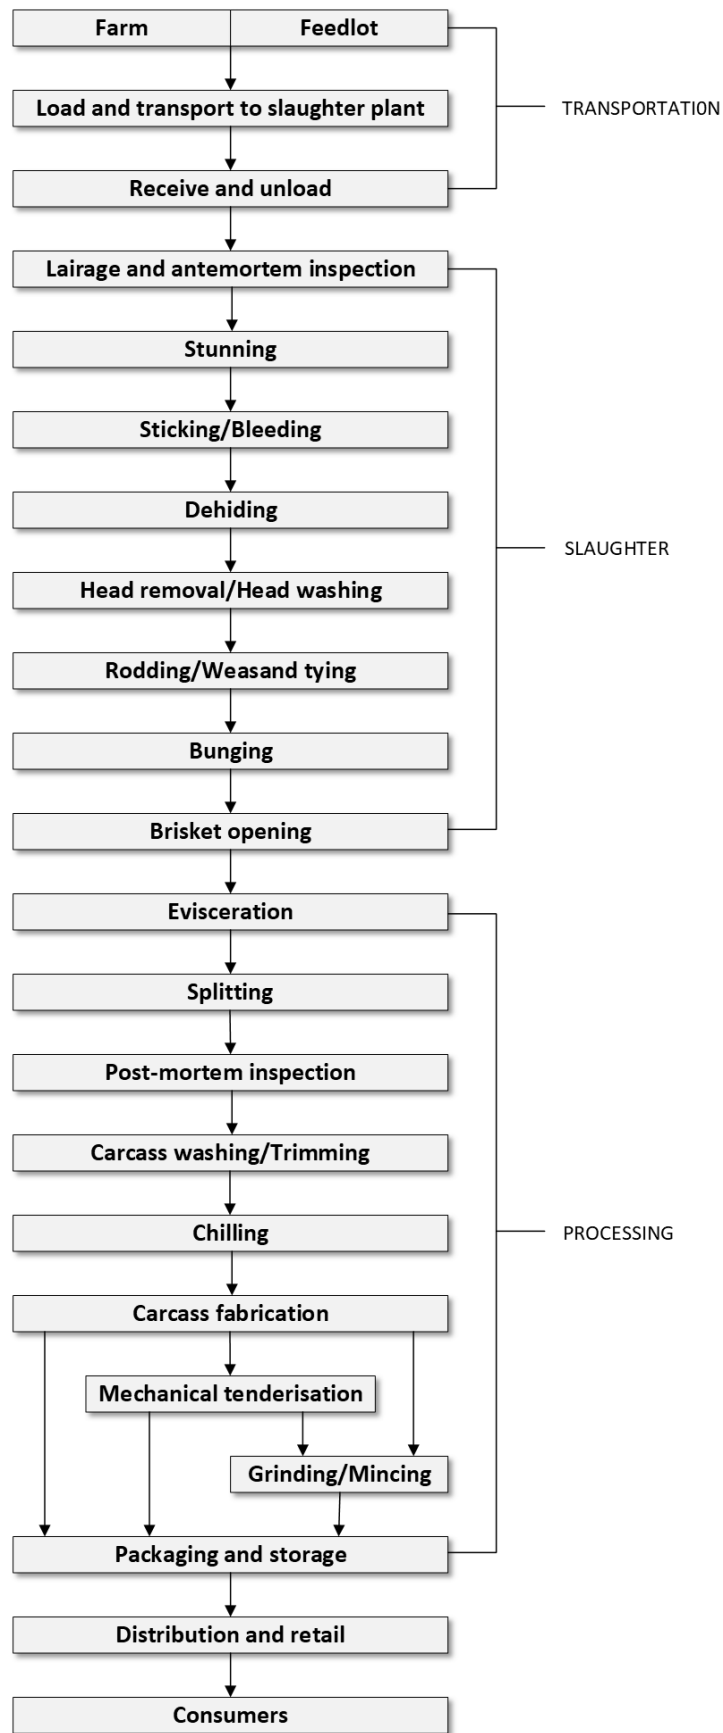 Farm
Feedlot
Load and transport to slaughter plant
TRANSPORTATION
Receive and unload
Lairage and antemortem inspection
Stunning
Sticking/Bleeding
Dehiding
SLAUGHTER
Head removal/Head washing
Rodding/Weasand tying
Bunging
Brisket opening
Evisceration
Splitting
Post-mortem inspection
Carcass washing/Trimming
Chilling
PROCESSING
Carcass fabrication
Mechanical tenderisation
Grinding/Mincing
Packaging and storage
Distribution and retail
Consumers